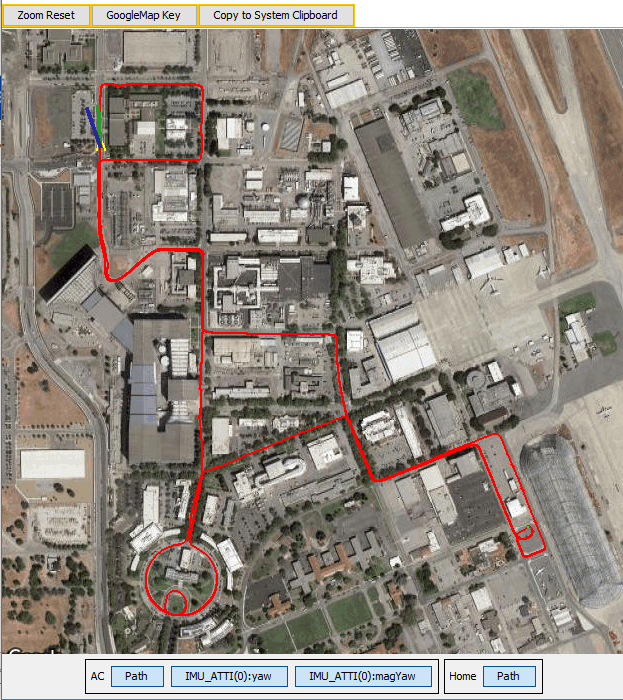 Zoom Reset GoogleMap Key Copy to System Clipboard
AC Path IMU_ATTI(0):yaw IMU_ATTI(0):magYaw Home Path